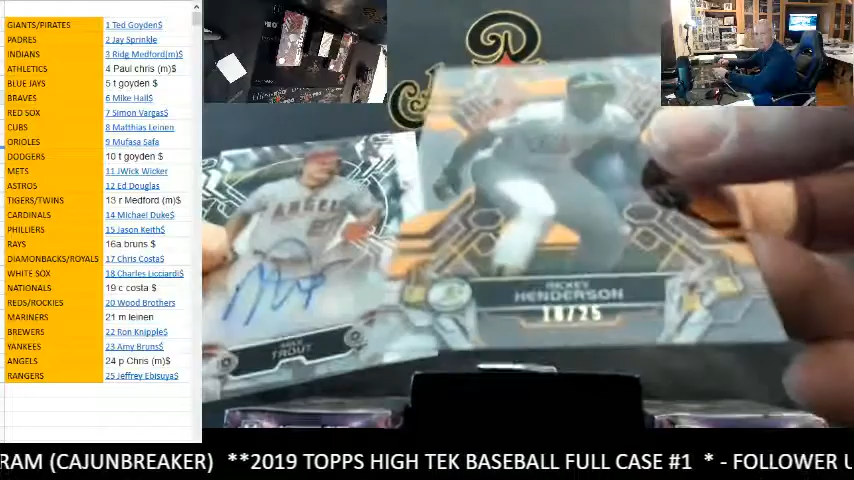 GIANTS/PIRATES 1 Ted Goyden$
PADRES 2 Jay Sprinkle
INDIANS 3 Ridg Medford(m)$
ATHLETICS 4 Paul chris (m)$
BLUE JAYS 5 t goyden $
BRAVES 6 Mike Hall$
RED SOX 7 Simon Vargas$
CUBS 8 Matthias Leinen
ORIOLES 9 Mufasa Safa
DODGERS 10 t goyden $
METS 11 JWick Wicker
ASTROS 12 Ed Douglas
TIGERS/TWINS 13 r Medford (m)$
CARDINALS 14 Michael Duke$
PHILLIERS 15 Jason Keith$
RAYS 16a bruns $
DIAMONBACKS/ROYALS 17 Chris Costa$
WHITE SOX 18 Charles Licciardi$
NATIONALS 19 c costa $
REDS/ROCKIES 20 Wood Brothers
MARINERS 21 m leinen
BREWERS 22 Ron Knipple$
YANKEES 23 Amy Bruns$
ANGELS 24 p Chris (m)$
RANGERS 25 Jeffrey Ebisuya$
ANGELS
27
TROUT
RICKEY
HENDERSON
18/25
RAM (CAJUNBREAKER) **2019 TOPPS HIGH TEK BASEBALL FULL CASE #1 * - FOLLOWER U